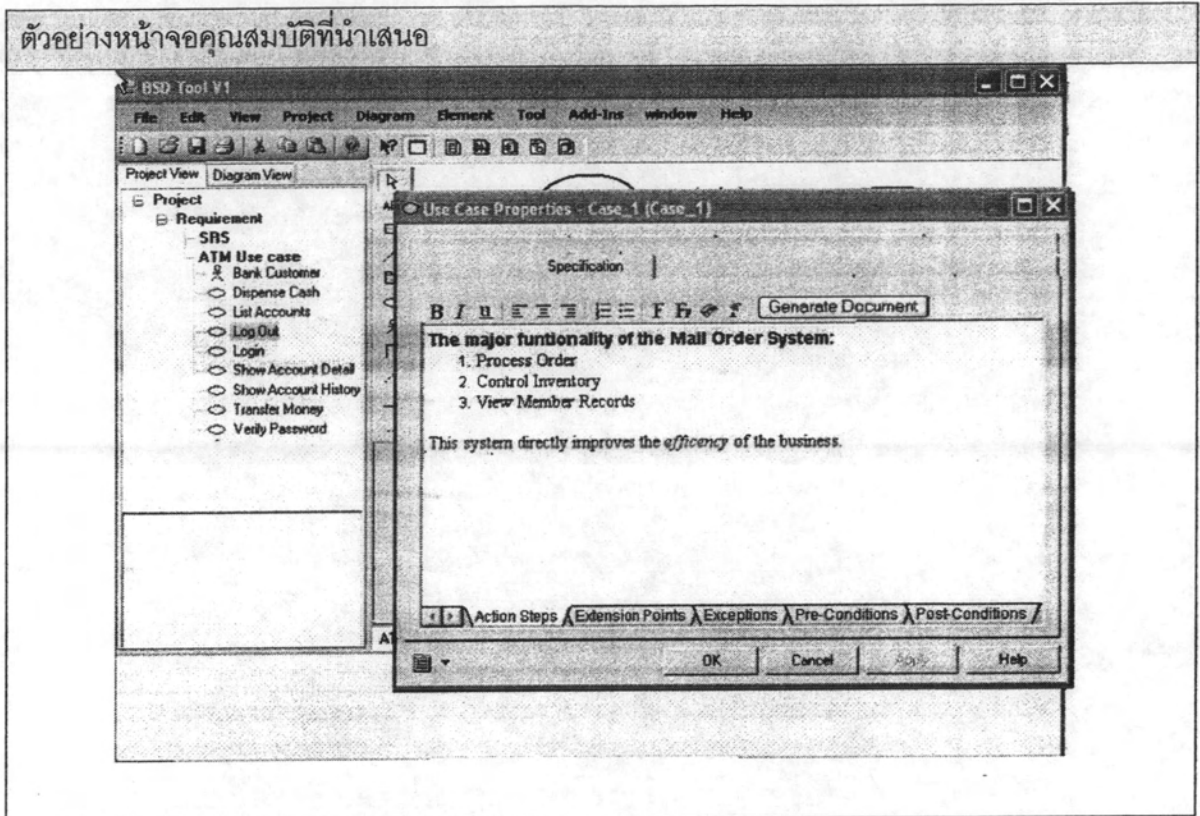 ตัวอย่างหน้าจอคุณสมบัติที่นำเสนอ
BSD Tool V1
File Edit View Project Diagram Element Tool Add-Ins window Help
Project View Diagram View
Project
Requirement
SRS
ATM Use case
Bank Customer
Dispense Cash
List Accounts
Log Out
Login
Show Account Detail
Show Account History
Transfer Money
Verify Password
Use Case Properties - Case_1 (Case_1)
Specification
B I U F Generate Document
The major funtionality of the Mail Order System:
1. Process Order
2. Control Inventory
3. View Member Records
This system directly improves the efficency of the business.
Action Steps Extension Points Exceptions Pre-Conditions Post-Conditions
OK Cancel Apply Help